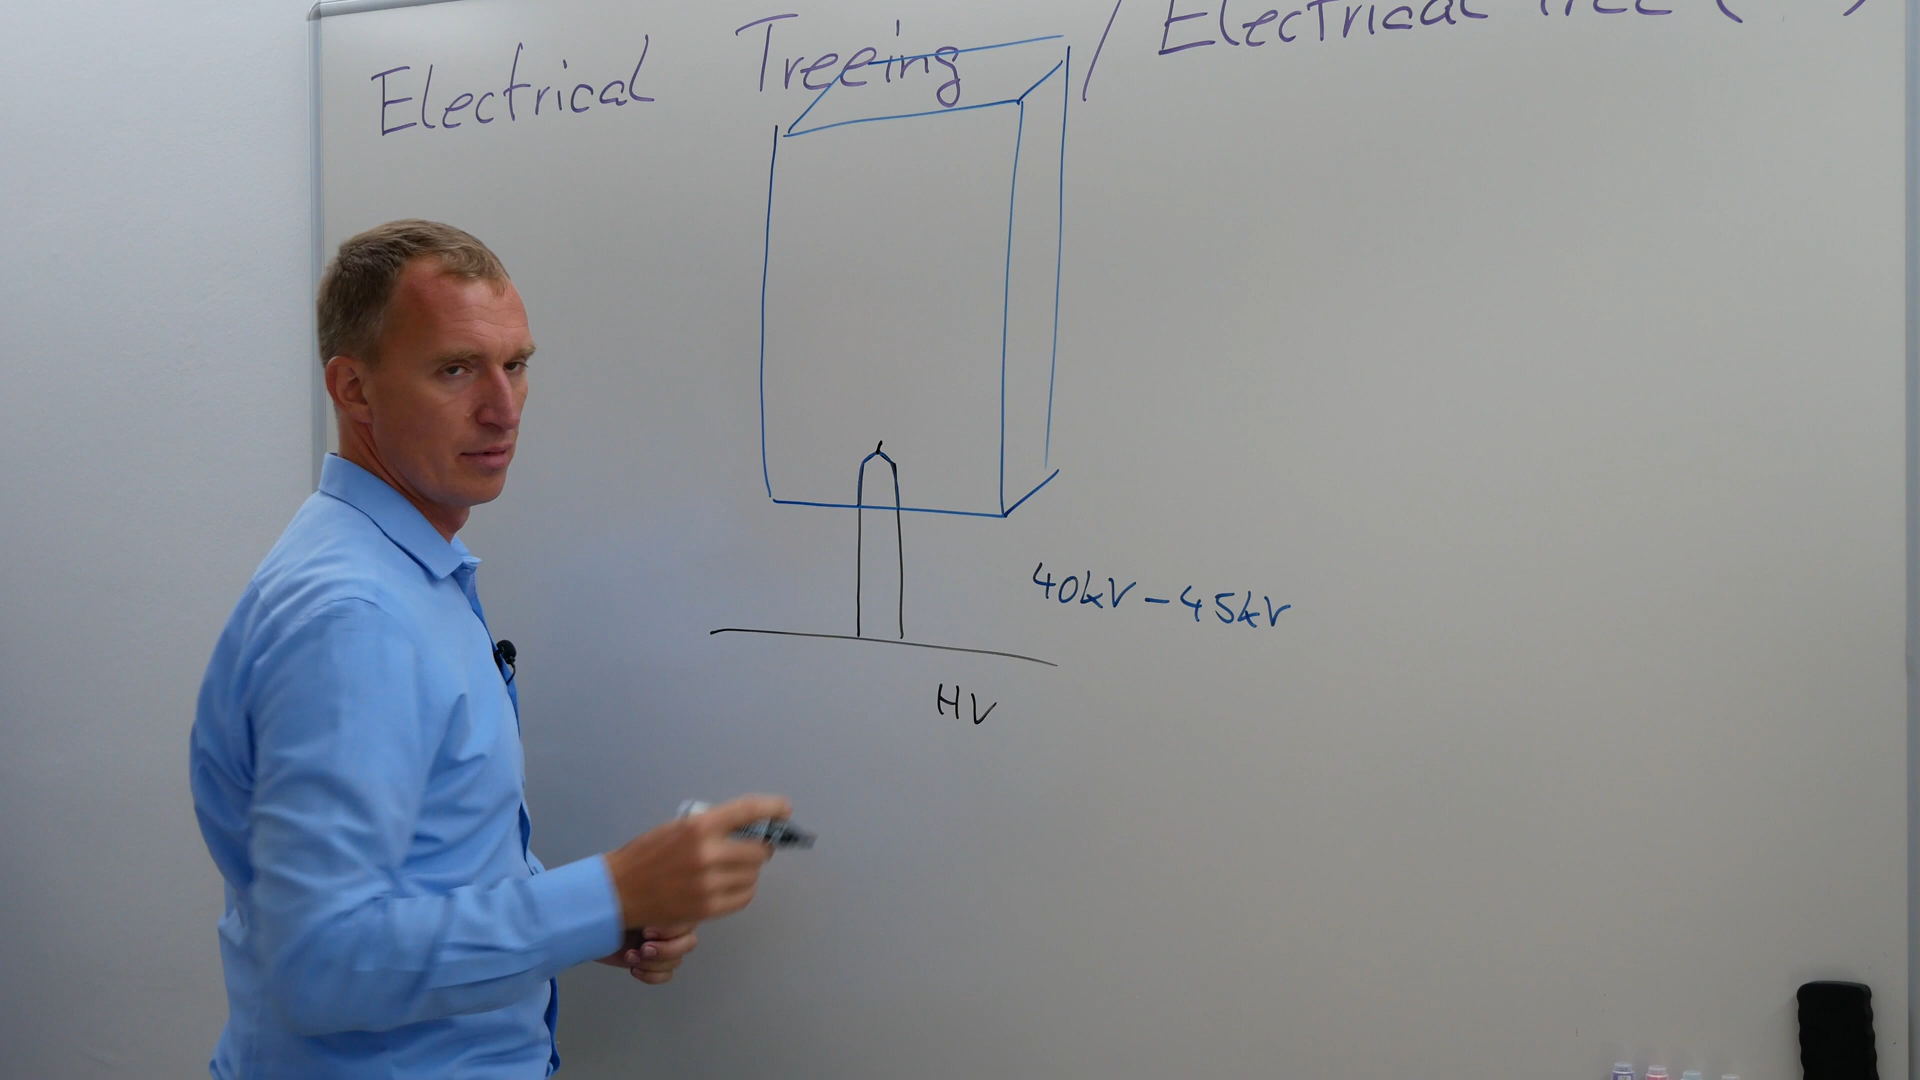 Electrical Treeing / Electrical Tree (
40kV - 45kV
HV